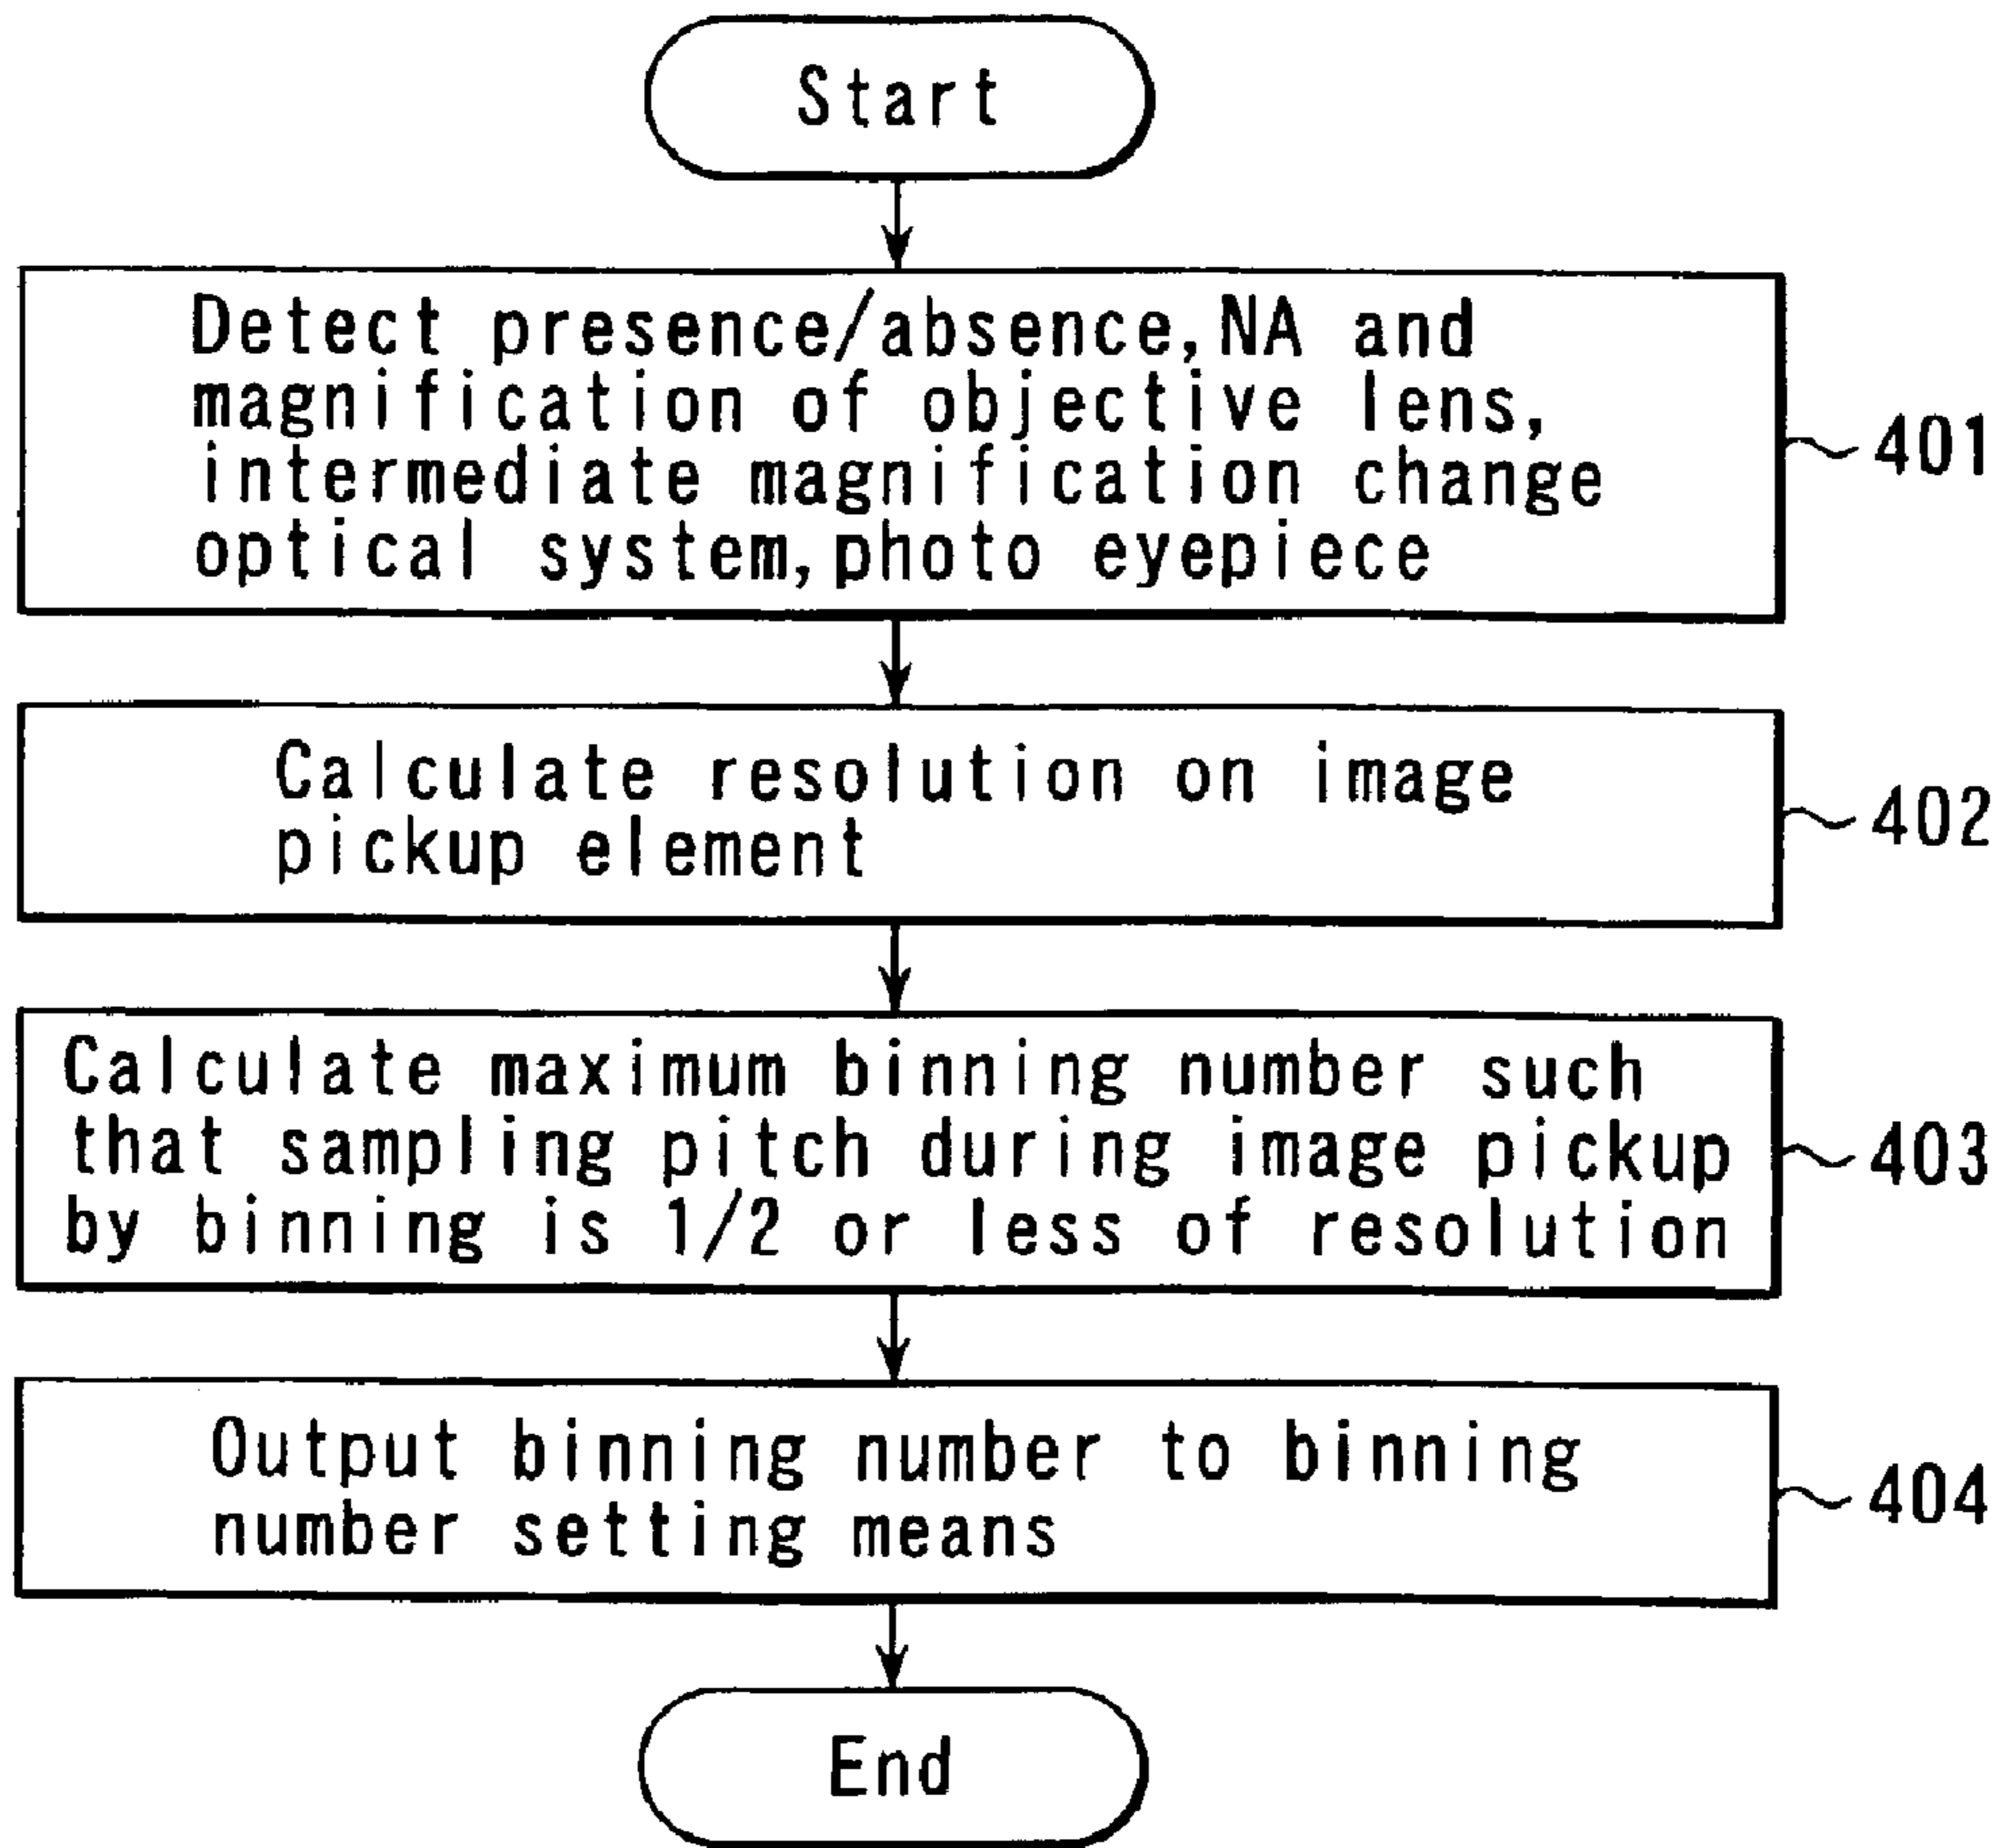 Start
Detect presence/absence,NA and
magnification of objective lens,
intermediate magnification change
optical system,photo eyepiece
401
Calculate resolution on image
pickup element
402
Calculate maximum binning number such
that sampling pitch during image pickup
by binning is 1/2 or less of resolution
403
Output binning number to binning
number setting means
404
End